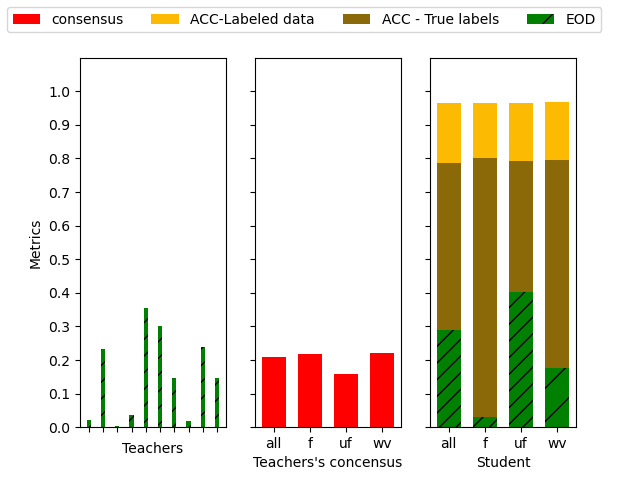 consensus ACC-Labeled data ACC - True labels EOD
1.0
0.9
0.8
0.7
0.6
0.5
0.4
0.3
0.2
0.1
0.0
Metrics
Teachers
all f uf wv
Teachers's concensus
all f uf wv
Student